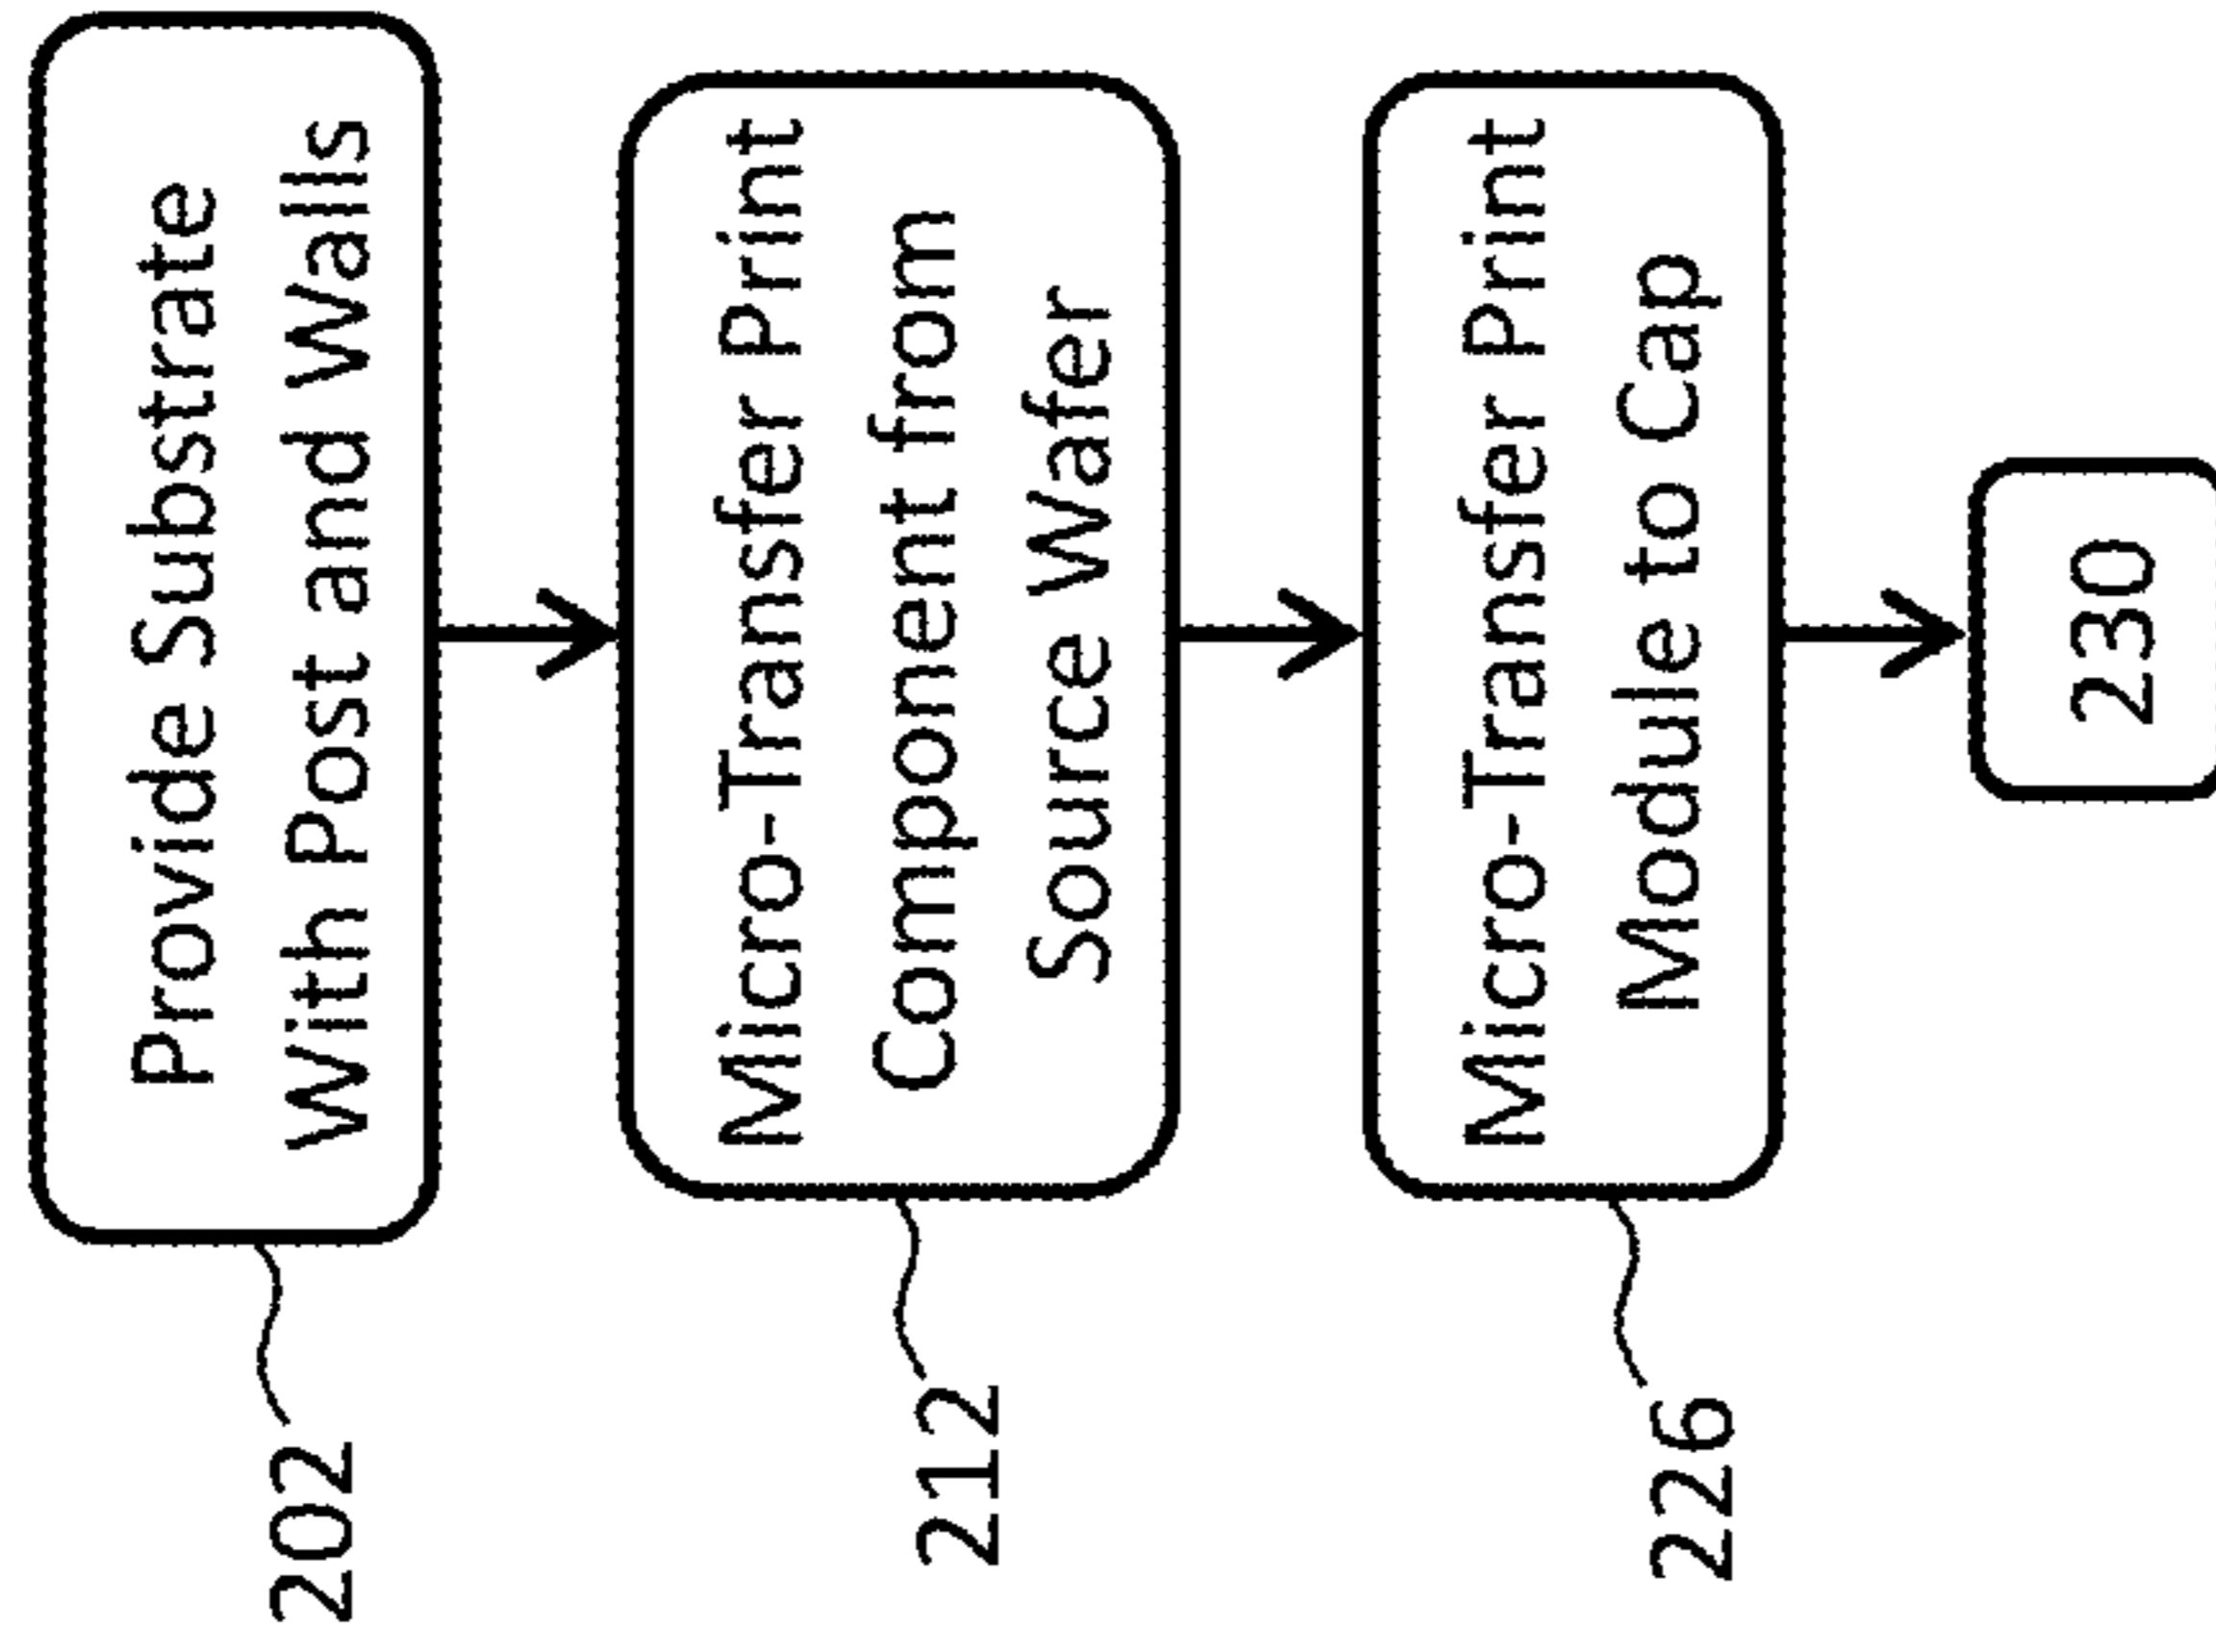 202
Provide Substrate
With Post and Walls
212
Micro-Transfer Print
Component from
Source Wafer
226
Micro-Transfer Print
Module to Cap
230